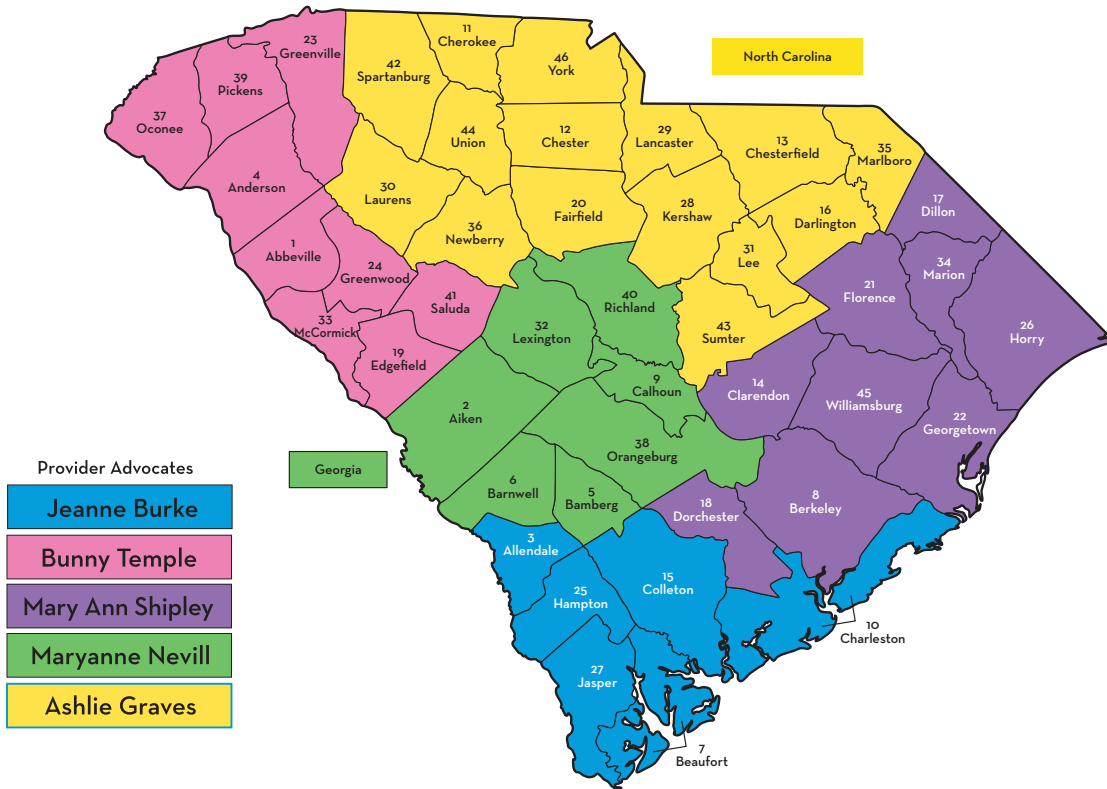 11
Cherokee
23
Greenville
46
York
42
Spartanburg
North Carolina
39
Pickens
37
Oconee
44
Union
12
Chester
29
Lancaster
13
Chesterfield
35
Marlboro
4
Anderson
30
Laurens
20
Fairfield
28
Kershaw
16
Darlington
17
Dillon
36
Newberry
1
Abbeville
24
Greenwood
31
Lee
34
Marion
21
Florence
41
Saluda
40
Richland
33
McCormick
32
Lexington
43
Sumter
26
Horry
19
Edgefield
9
Calhoun
14
Clarendon
45
Williamsburg
2
Aiken
22
Georgetown
38
Orangeburg
Georgia
6
Barnwell
5
Bamberg
18
Dorchester
8
Berkeley
3
Allendale
25
Hampton
15
Colleton
10
Charleston
27
Jasper
7
Beaufort
Provider Advocates
Jeanne Burke
Bunny Temple
Mary Ann Shipley
Maryanne Nevill
Ashlie Graves